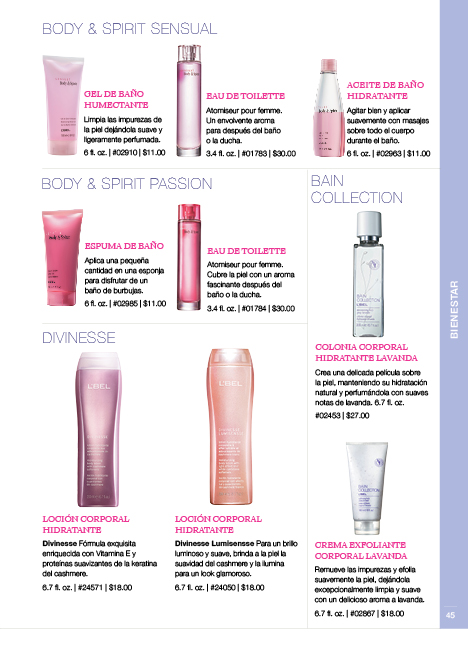 BODY & SPIRIT SENSUAL
GEL DE BAÑO
HUMECTANTE
Limpia las impurezas de
la piel dejándola suave y
ligeramente perfumada.
6 fl. oz. | #02910 | $11.00
EAU DE TOILETTE
Atomiseur pour femme.
Un envolvente aroma
para después del baño
o la ducha.
3.4 fl. oz. | #01783 | $30.00
ACEITE DE BAÑO
HIDRATANTE
Agitar bien y aplicar
suavemente con masajes
sobre todo el cuerpo
durante el baño.
6 fl. oz. | #02963 | $11.00
BODY & SPIRIT PASSION
ESPUMA DE BAÑO
Aplica una pequeña
cantidad en una esponja
para disfrutar de un
baño de burbujas.
6 fl. oz. | #02985 | $11.00
EAU DE TOILETTE
Atomiseur pour femme.
Cubre la piel con un aroma
fascinante después del
baño o la ducha.
3.4 fl. oz. | #01784 | $30.00
BAIN
COLLECTION
BAIN
COLLECTION
L'BEL
COLONIA CORPORAL
HIDRATANTE LAVANDA
Crea una delicada película sobre
la piel, manteniendo su hidratación
natural y perfumándola con suaves
notas de lavanda. 6.7 fl. oz.
#02453 | $27.00
BAIN
COLLECTION
L'BEL
CREMA EXFOLIANTE
CORPORAL LAVANDA
Remueve las impurezas y efolia
suavemente la piel, dejándola
excepcionalmente limpia y suave
con un delicioso aroma a lavanda.
6.7 fl. oz. | #02867 | $18.00
DIVINESSE
L'BEL
L'BEL
LOCIÓN CORPORAL
HIDRATANTE
Divinesse Fórmula exquisita
enriquecida con Vitamina E y
proteínas suavizantes de la keratina
del cashmere.
6.7 fl. oz. | #24571 | $18.00
LOCIÓN CORPORAL
HIDRATANTE
Divinesse Lumisensse Para un brillo
luminoso y suave, brinda a la piel la
suavidad del cashmere y la ilumina
para un look glamoroso.
6.7 fl. oz. | #24050 | $18.00
BIENESTAR
45